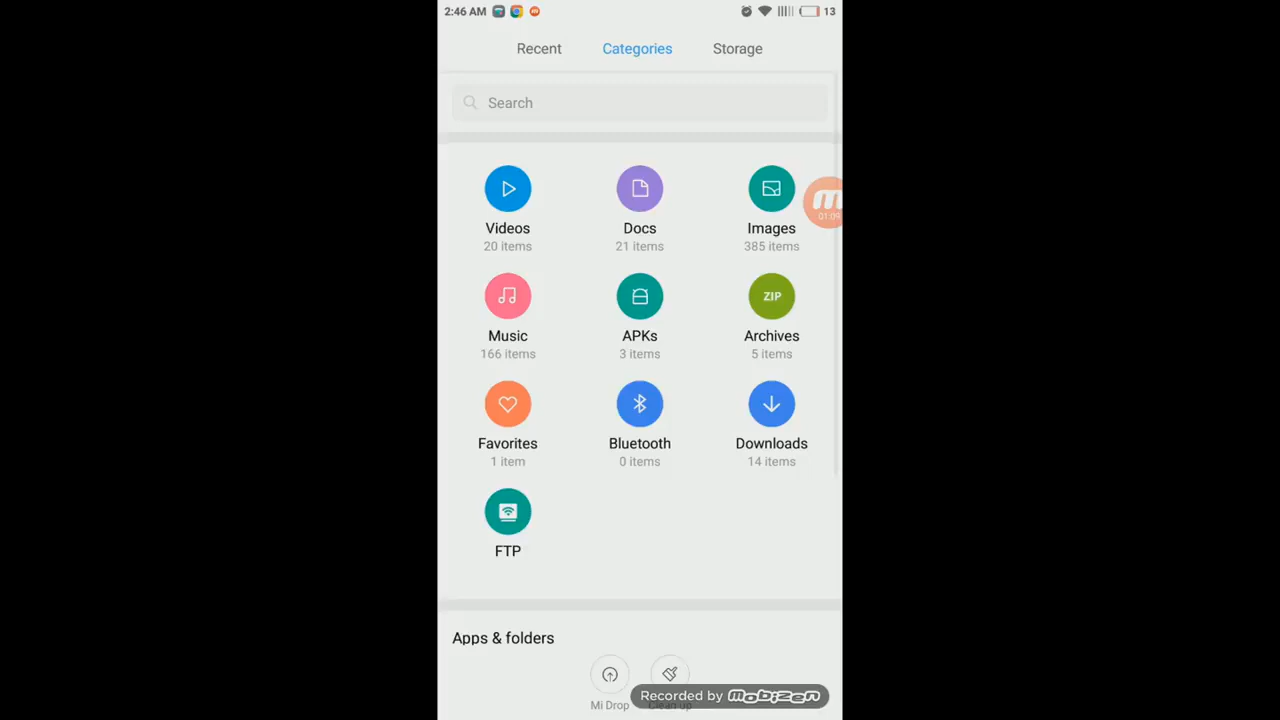 2:46 AM 13
Recent Categories Storage
Search
Videos Docs Images
20 items 21 items 385 items
01:09
ZIP
Music APKs Archives
166 items 3 items 5 items
Favorites Bluetooth Downloads
1 item 0 items 14 items
FTP
Apps & folders
Recorded by mobizen
Mi Drop Clean up